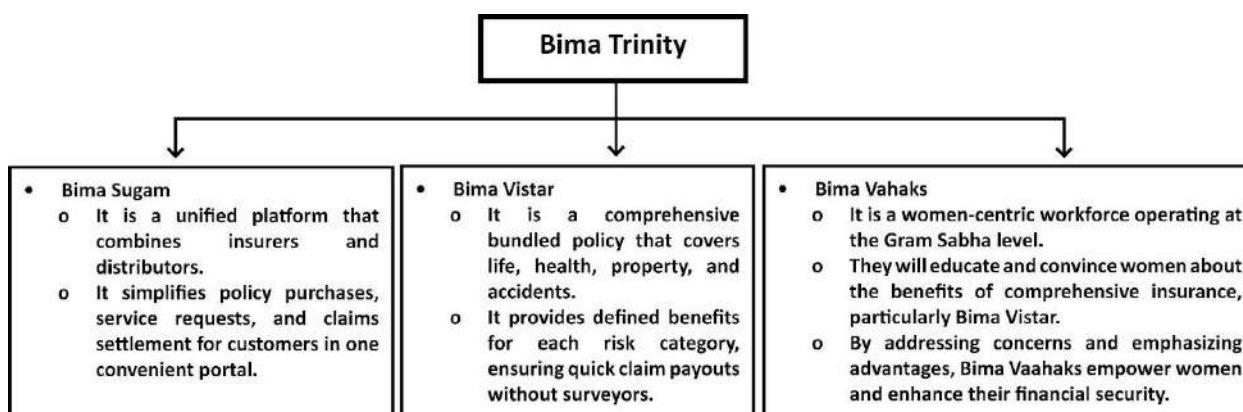 Bima Trinity
• Bima Sugam
o It is a unified platform that
combines insurers and
distributors.
o It simplifies policy purchases,
service requests, and claims
settlement for customers in one
convenient portal.
• Bima Vistar
o It is a comprehensive
bundled policy that covers
life, health, property, and
accidents.
o It provides defined benefits
for each risk category,
ensuring quick claim payouts
without surveyors.
• Bima Vahaks
o It is a women-centric workforce operating at
the Gram Sabha level.
o They will educate and convince women about
the benefits of comprehensive insurance,
particularly Bima Vistar.
o By addressing concerns and emphasizing
advantages, Bima Vaahaks empower women
and enhance their financial security.